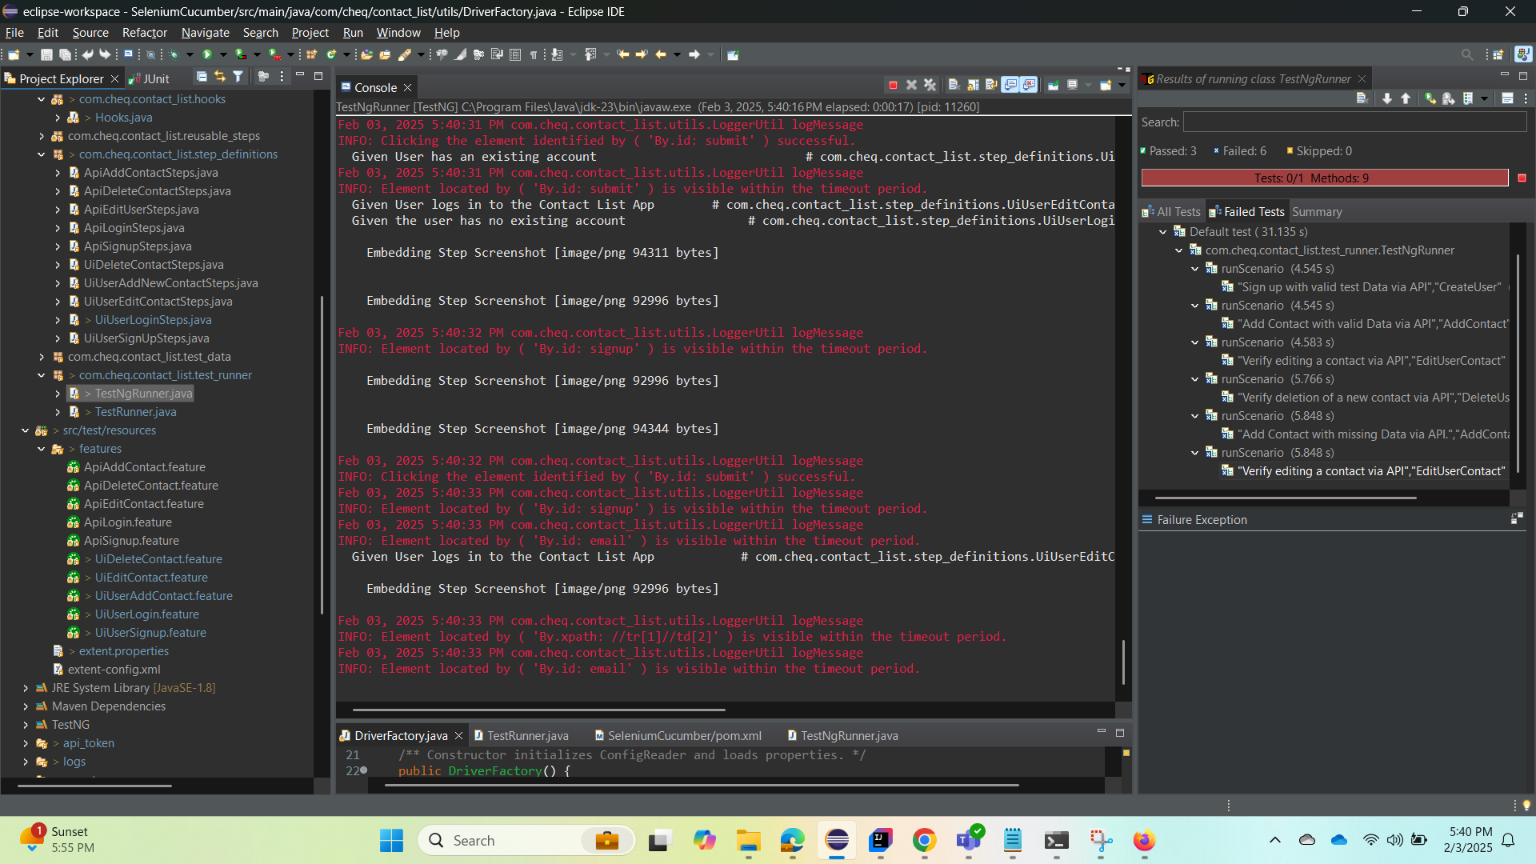 eclipse-workspace - SeleniumCucumber/src/main/java/com/cheq/contact_list/utils/DriverFactory.java - Eclipse IDE
File Edit Source Refactor Navigate Search Project Run Window Help
Project Explorer JUnit
> com.cheq.contact_list.hooks
> Hooks.java
com.cheq.contact_list.reusable_steps
> com.cheq.contact_list.step_definitions
ApiAddContactSteps.java
ApiDeleteContactSteps.java
ApiEditUserSteps.java
ApiLoginSteps.java
ApiSignupSteps.java
UiDeleteContactSteps.java
UiUserAddNewContactSteps.java
UiUserEditContactSteps.java
> UiUserLoginSteps.java
UiUserSignUpSteps.java
com.cheq.contact_list.test_data
> com.cheq.contact_list.test_runner
> TestNgRunner.java
> TestRunner.java
> src/test/resources
> features
ApiAddContact.feature
ApiDeleteContact.feature
ApiEditContact.feature
ApiLogin.feature
ApiSignup.feature
> UiDeleteContact.feature
> UiEditContact.feature
> UiUserAddContact.feature
> UiUserLogin.feature
> UiUserSignup.feature
> extent.properties
extent-config.xml
JRE System Library [JavaSE-1.8]
Maven Dependencies
TestNG
> api_token
> logs
Console
TestNgRunner [TestNG] C:\Program Files\Java\jdk-23\bin\javaw.exe (Feb 3, 2025, 5:40:16 PM elapsed: 0:00:17) [pid: 11260]
Feb 03, 2025 5:40:31 PM com.cheq.contact_list.utils.LoggerUtil logMessage
INFO: Clicking the element identified by ( 'By.id: submit' ) successful.
Given User has an existing account # com.cheq.contact_list.step_definitions.Ui
Feb 03, 2025 5:40:31 PM com.cheq.contact_list.utils.LoggerUtil logMessage
INFO: Element located by ( 'By.id: submit' ) is visible within the timeout period.
Given User logs in to the Contact List App # com.cheq.contact_list.step_definitions.UiUserEditConta
Given the user has no existing account # com.cheq.contact_list.step_definitions.UiUserLogi
Embedding Step Screenshot [image/png 94311 bytes]
Embedding Step Screenshot [image/png 92996 bytes]
Feb 03, 2025 5:40:32 PM com.cheq.contact_list.utils.LoggerUtil logMessage
INFO: Element located by ( 'By.id: signup' ) is visible within the timeout period.
Embedding Step Screenshot [image/png 92996 bytes]
Embedding Step Screenshot [image/png 94344 bytes]
Feb 03, 2025 5:40:32 PM com.cheq.contact_list.utils.LoggerUtil logMessage
INFO: Clicking the element identified by ( 'By.id: submit' ) successful.
Feb 03, 2025 5:40:33 PM com.cheq.contact_list.utils.LoggerUtil logMessage
INFO: Element located by ( 'By.id: signup' ) is visible within the timeout period.
Feb 03, 2025 5:40:33 PM com.cheq.contact_list.utils.LoggerUtil logMessage
INFO: Element located by ( 'By.id: email' ) is visible within the timeout period.
Given User logs in to the Contact List App # com.cheq.contact_list.step_definitions.UiUserEditC
Embedding Step Screenshot [image/png 92996 bytes]
Feb 03, 2025 5:40:33 PM com.cheq.contact_list.utils.LoggerUtil logMessage
INFO: Element located by ( 'By.xpath: //tr[1]//td[2]' ) is visible within the timeout period.
Feb 03, 2025 5:40:33 PM com.cheq.contact_list.utils.LoggerUtil logMessage
INFO: Element located by ( 'By.id: email' ) is visible within the timeout period.
DriverFactory.java TestRunner.java SeleniumCucumber/pom.xml TestNgRunner.java
21 /** Constructor initializes ConfigReader and loads properties. */
22 public DriverFactory() {
Results of running class TestNgRunner
Search:
Passed: 3 Failed: 6 Skipped: 0
Tests: 0/1 Methods: 9
All Tests Failed Tests Summary
Default test ( 31.135 s)
com.cheq.contact_list.test_runner.TestNgRunner
runScenario (4.545 s)
"Sign up with valid test Data via API","CreateUser" (
runScenario (4.545 s)
"Add Contact with valid Data via API","AddContact"
runScenario (4.583 s)
"Verify editing a contact via API","EditUserContact"
runScenario (5.766 s)
"Verify deletion of a new contact via API","DeleteUs
runScenario (5.848 s)
"Add Contact with missing Data via API.","AddConta
runScenario (5.848 s)
"Verify editing a contact via API","EditUserContact"
Failure Exception
1
Sunset
5:55 PM
Search
5:40 PM
2/3/2025